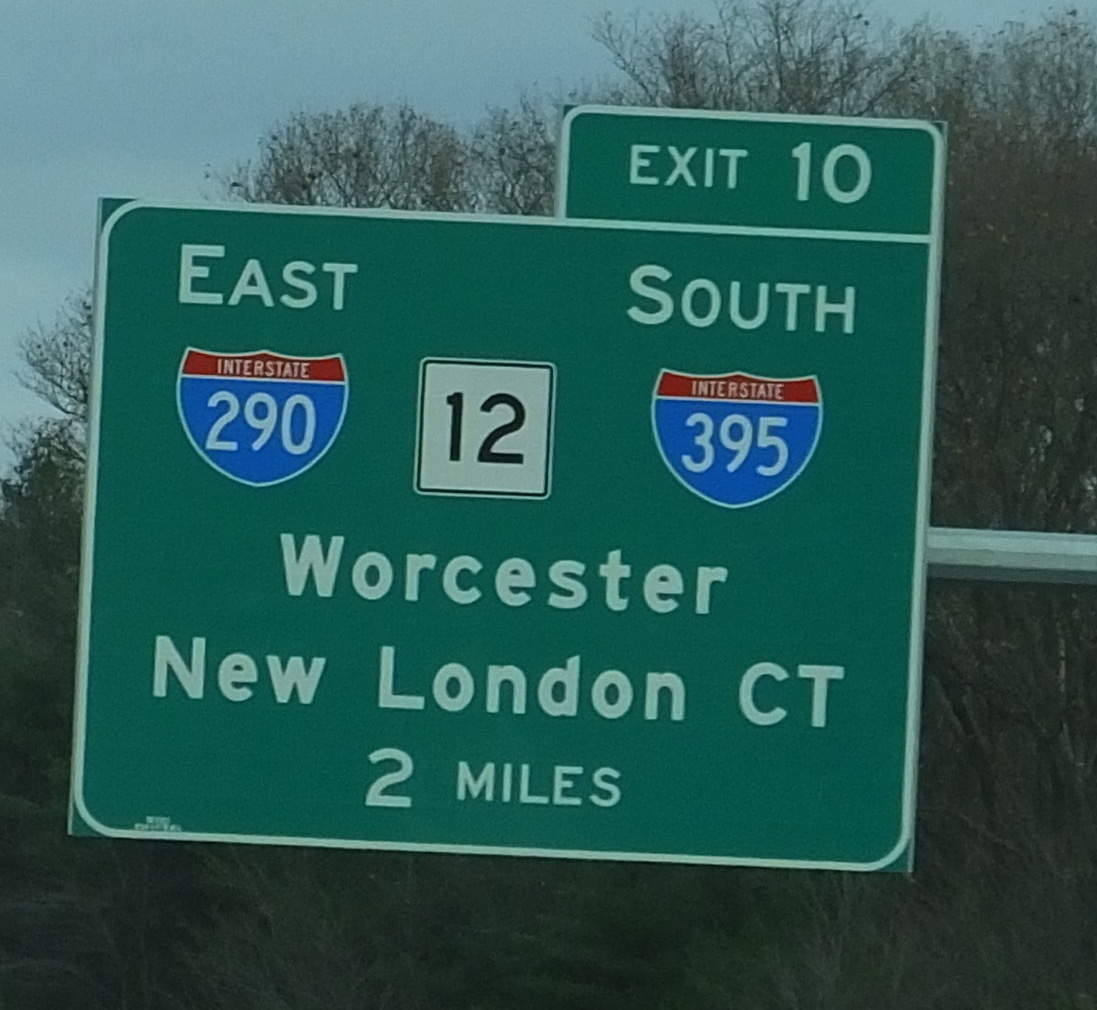 EXIT 10
EAST SOUTH
INTERSTATE INTERSTATE
290 12 395
Worcester
New London CT
2 MILES